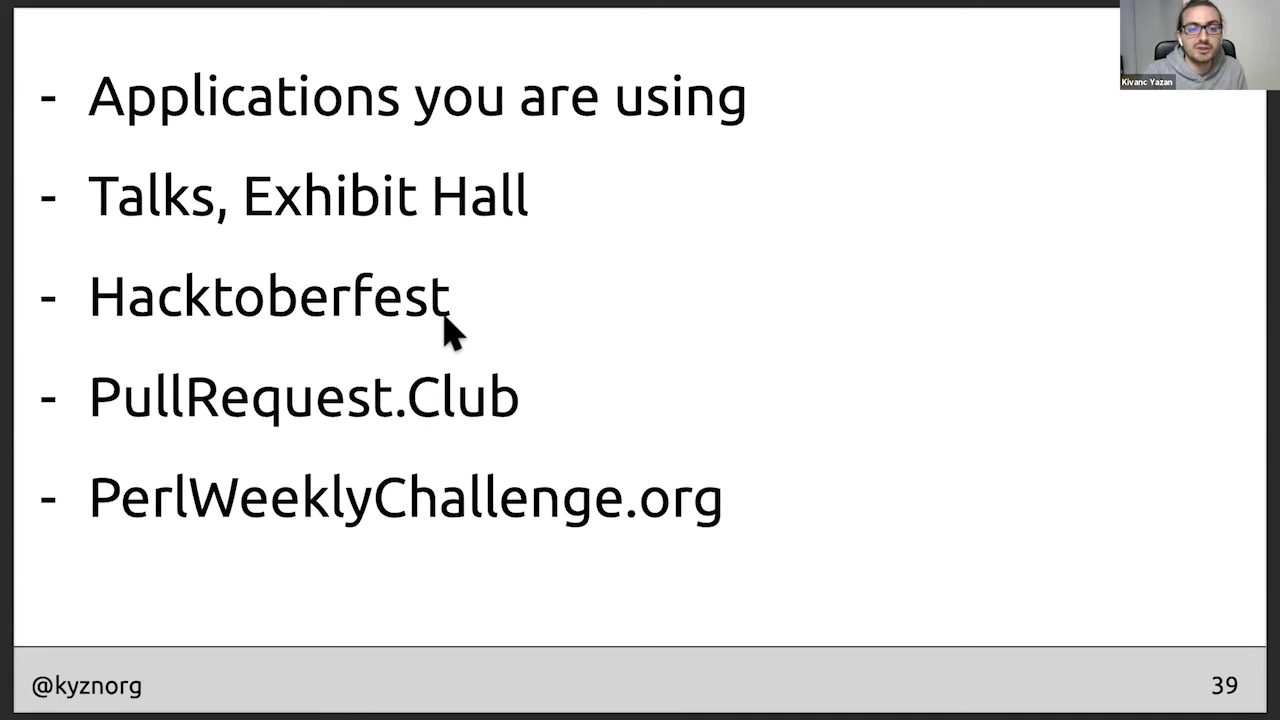 - Applications you are using
- Talks, Exhibit Hall
- Hacktoberfest
- PullRequest.Club
- PerlWeeklyChallenge.org
@kyznorg
39
Kivanc Yazan